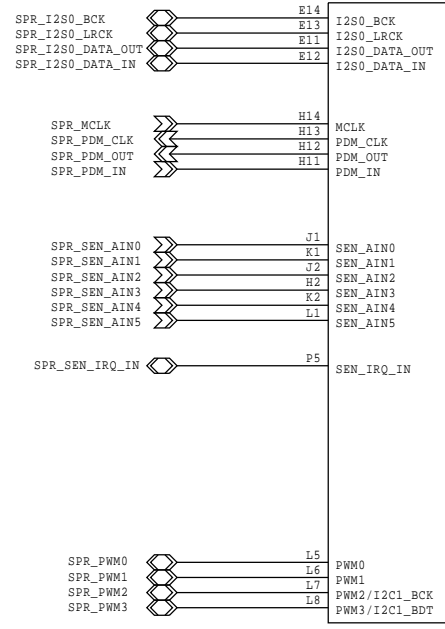 SPR_I2S0_BCK E14 I2S0_BCK
SPR_I2S0_LRCK E13 I2S0_LRCK
SPR_I2S0_DATA_OUT E11 I2S0_DATA_OUT
SPR_I2S0_DATA_IN E12 I2S0_DATA_IN
SPR_MCLK H14 MCLK
SPR_PDM_CLK H13 PDM_CLK
SPR_PDM_OUT H12 PDM_OUT
SPR_PDM_IN H11 PDM_IN
SPR_SEN_AIN0 J1 SEN_AIN0
SPR_SEN_AIN1 K1 SEN_AIN1
SPR_SEN_AIN2 J2 SEN_AIN2
SPR_SEN_AIN3 H2 SEN_AIN3
SPR_SEN_AIN4 K2 SEN_AIN4
SPR_SEN_AIN5 L1 SEN_AIN5
SPR_SEN_IRQ_IN P5 SEN_IRQ_IN
SPR_PWM0 L5 PWM0
SPR_PWM1 L6 PWM1
SPR_PWM2 L7 PWM2/I2C1_BCK
SPR_PWM3 L8 PWM3/I2C1_BDT